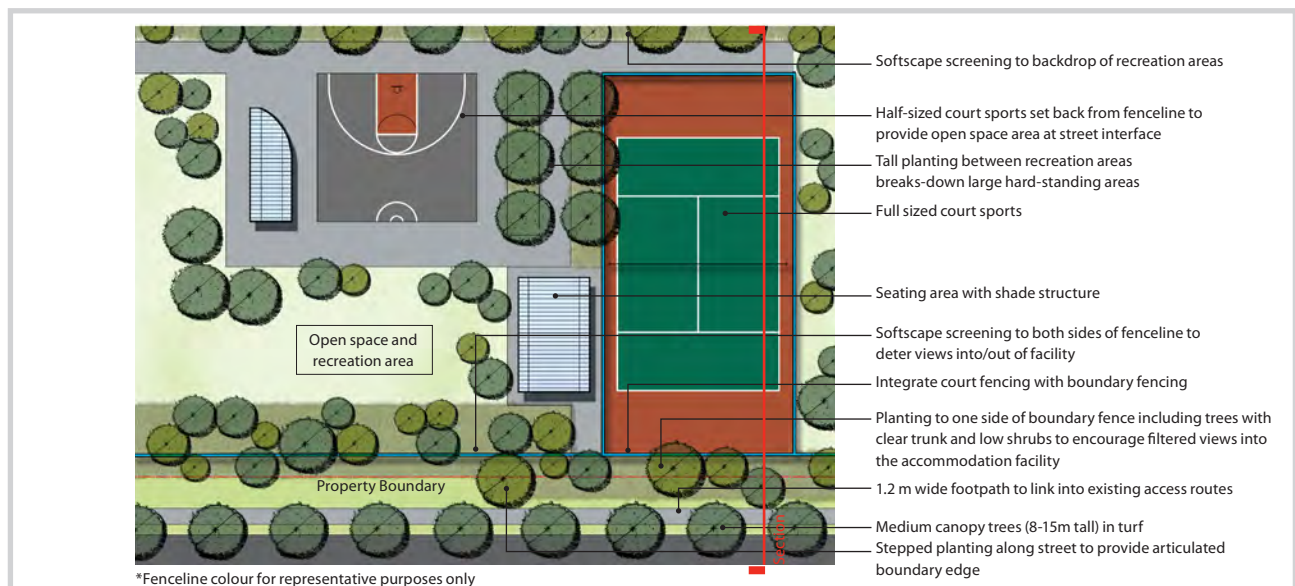 Softscape screening to backdrop of recreation areas
Half-sized court sports set back from fenceline to
provide open space area at street interface
Tall planting between recreation areas
breaks-down large hard-standing areas
Full sized court sports
Seating area with shade structure
Open space and
recreation area
Softscape screening to both sides of fenceline to
deter views into/out of facility
Integrate court fencing with boundary fencing
Planting to one side of boundary fence including trees with
clear trunk and low shrubs to encourage filtered views into
the accommodation facility
Property Boundary
1.2 m wide footpath to link into existing access routes
Medium canopy trees (8-15m tall) in turf
Section
Stepped planting along street to provide articulated
boundary edge
*Fenceline colour for representative purposes only